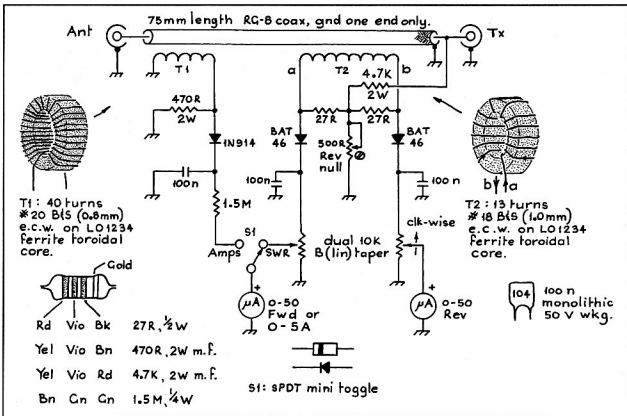 75mm length RG-8 coax, gnd one end only.
Ant
Tx
T1
a
T2
b
4.7K
2W
470R
2W
27R
27R
1N914
BAT
46
500R
Rev
null
BAT
46
100n
100n
100n
1.5M
T1: 40 turns
#20 B&S (0.8mm)
e.c.w. on LO1234
ferrite toroidal
core.
b
a
T2: 13 turns
#18 B&S (1.0mm)
e.c.w. on LO1234
ferrite toroidal
core.
S1
Amps
SWR
dual 10K
B(lin) taper
clk-wise
Gold
+
µA
0-50
Fwd or
0-5A
+
µA
0-50
Rev
104
100n
monolithic
50 V wkg.
Rd Vio Bk 27R, ½W
Yel Vio Bn 470R, 2W m.f.
Yel Vio Rd 4.7K, 2W m.f.
Bn Gn Gn 1.5M, ¼W
S1: SPDT mini toggle